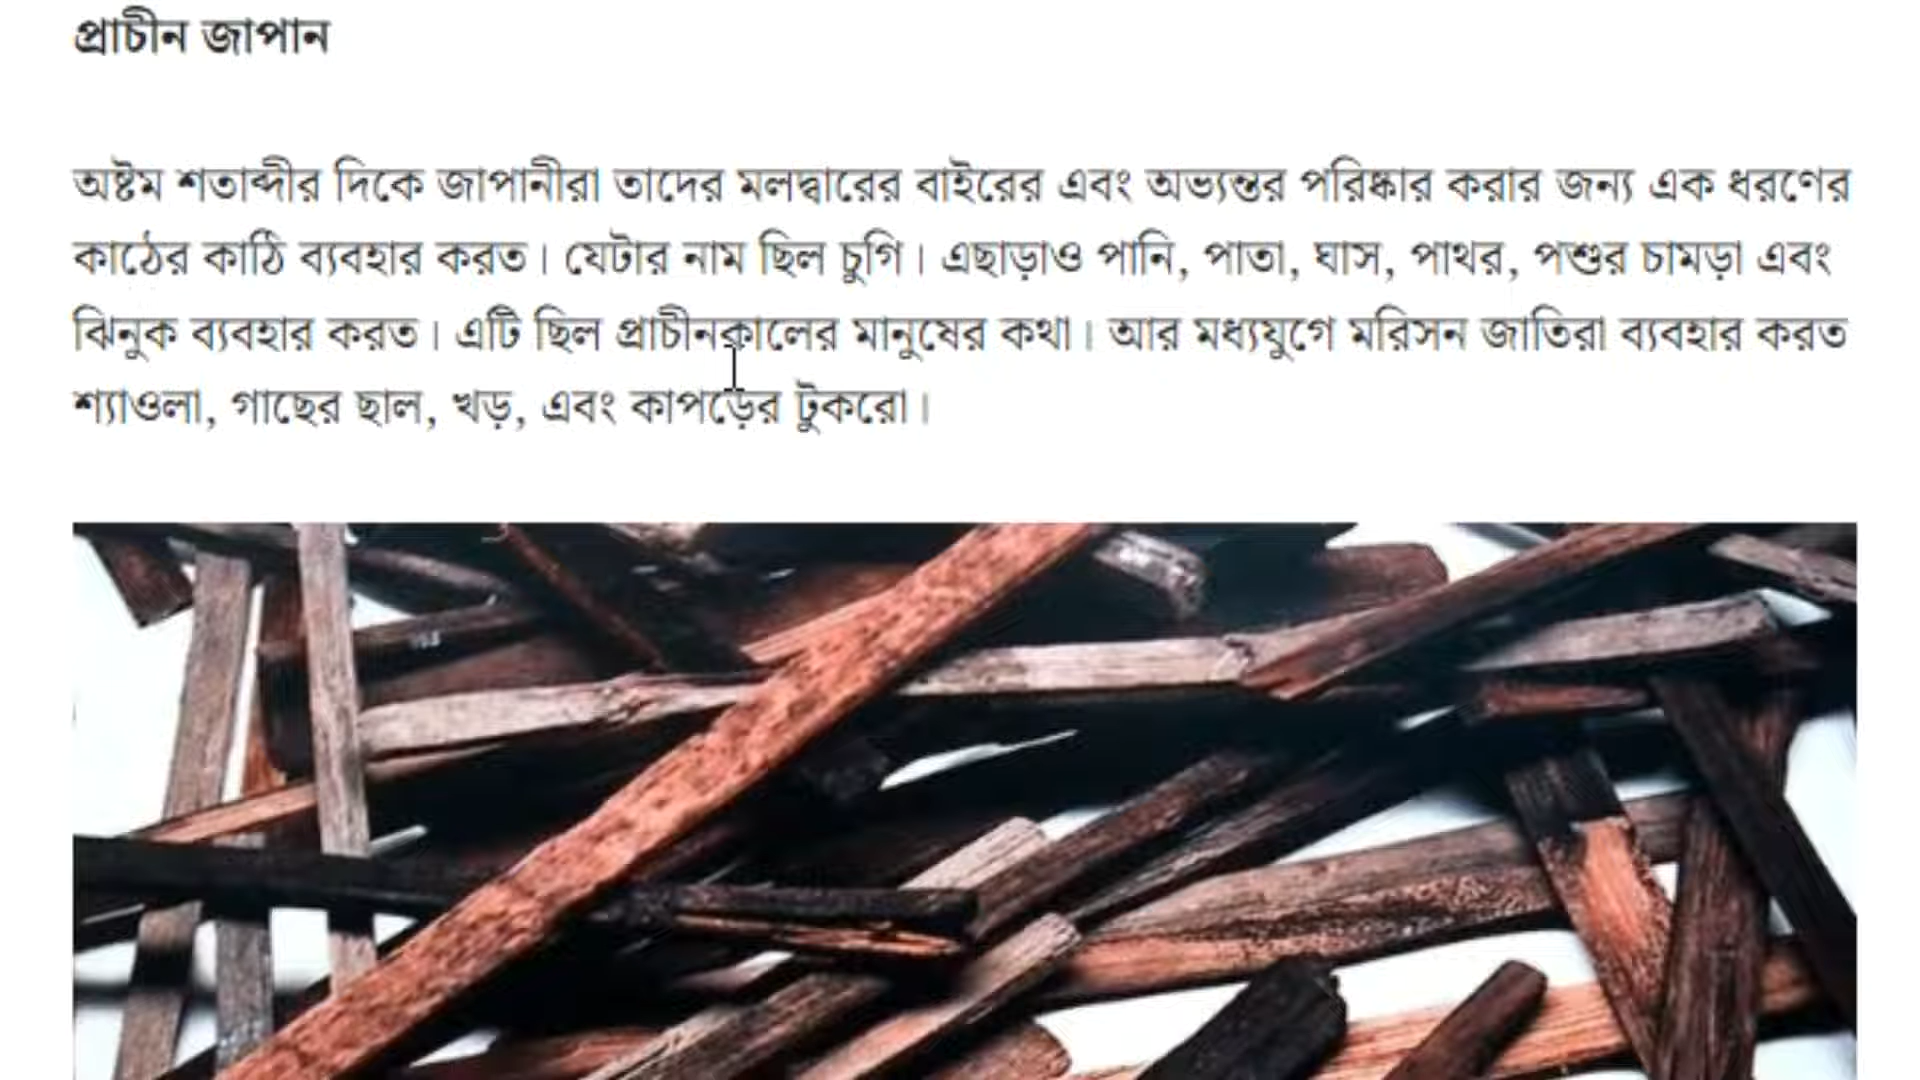 প্রাচীন জাপান
অষ্টম শতাব্দীর দিকে জাপানীরা তাদের মলদ্বারের বাইরের এবং অভ্যন্তর পরিষ্কার করার জন্য এক ধরণের
কাঠের কাঠি ব্যবহার করত। যেটার নাম ছিল চুগি। এছাড়াও পানি, পাতা, ঘাস, পাথর, পশুর চামড়া এবং
ঝিনুক ব্যবহার করত। এটি ছিল প্রাচীনকালের মানুষের কথা। আর মধ্যযুগে মরিসন জাতিরা ব্যবহার করত
শ্যাওলা, গাছের ছাল, খড়, এবং কাপড়ের টুকরো।